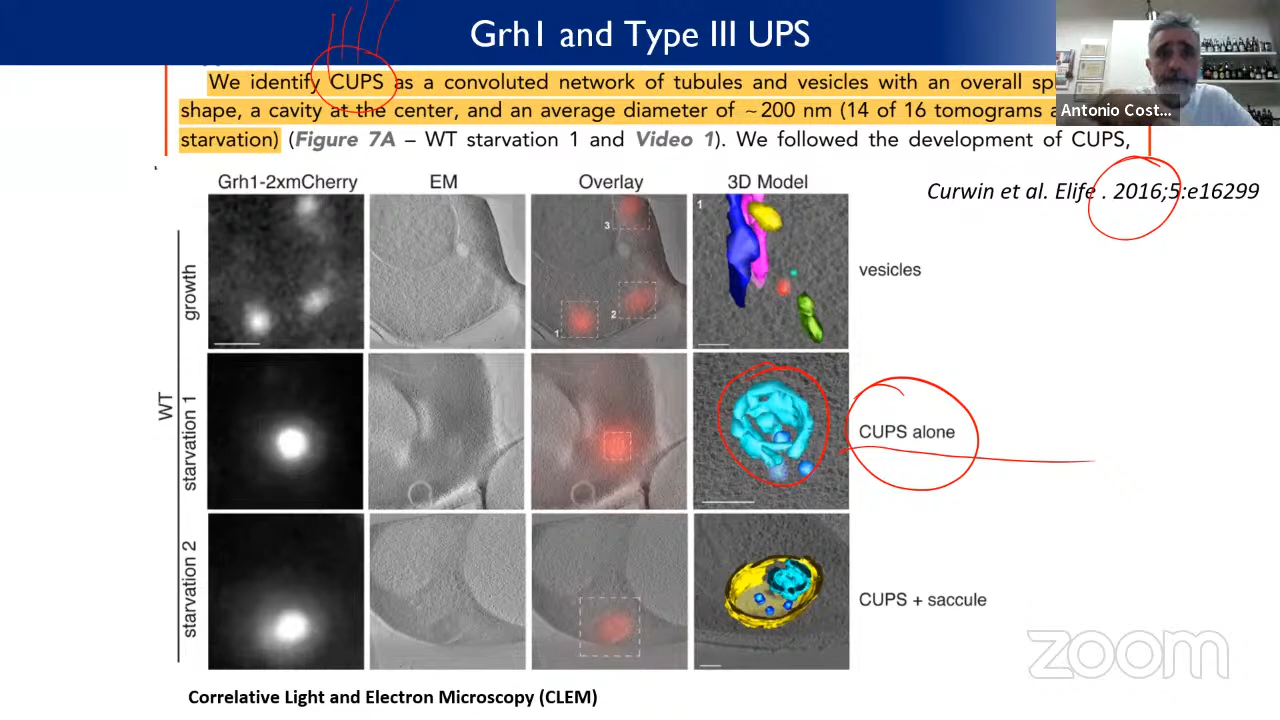 Grh1 and Type III UPS
We identify CUPS as a convoluted network of tubules and vesicles with an overall sp
shape, a cavity at the center, and an average diameter of ~200 nm (14 of 16 tomograms a
starvation) (Figure 7A – WT starvation 1 and Video 1). We followed the development of CUPS,
Antonio Cost...
Curwin et al. Elife . 2016;5:e16299
Grh1-2xmCherry EM Overlay 3D Model
WT
growth
3
2
1
1
vesicles
starvation 1
CUPS alone
starvation 2
CUPS + saccule
zoom
Correlative Light and Electron Microscopy (CLEM)